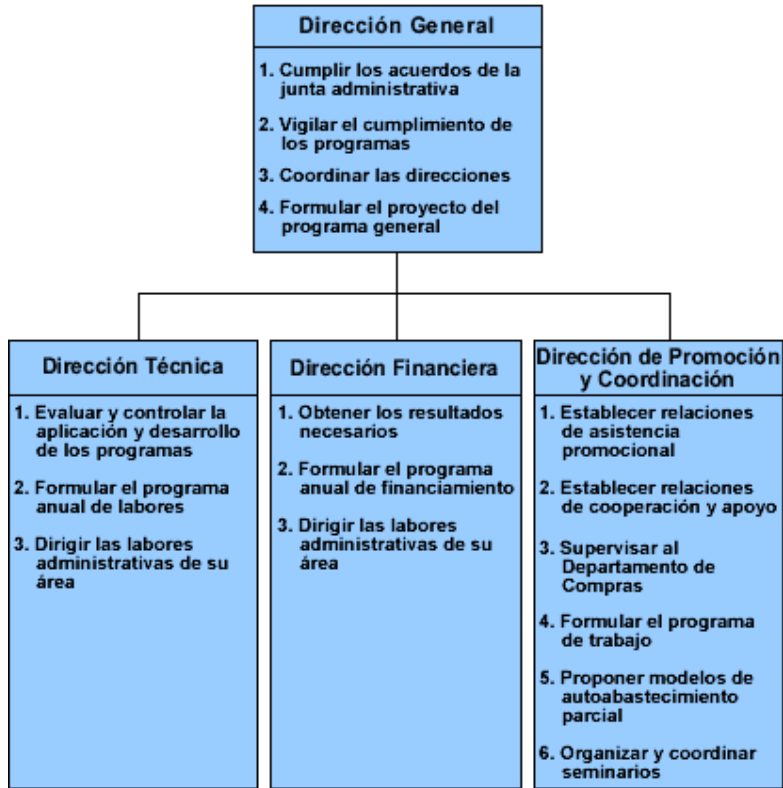 Dirección General
1. Cumplir los acuerdos de la
junta administrativa
2. Vigilar el cumplimiento de
los programas
3. Coordinar las direcciones
4. Formular el proyecto del
programa general
Dirección Técnica
1. Evaluar y controlar la
aplicación y desarrollo
de los programas
2. Formular el programa
anual de labores
3. Dirigir las labores
administrativas de su
área
Dirección Financiera
1. Obtener los resultados
necesarios
2. Formular el programa
anual de financiamiento
3. Dirigir las labores
administrativas de su
área
Dirección de Promoción
y Coordinación
1. Establecer relaciones
de asistencia
promocional
2. Establecer relaciones
de cooperación y apoyo
3. Supervisar al
Departamento de
Compras
4. Formular el programa
de trabajo
5. Proponer modelos de
autoabastecimiento
parcial
6. Organizar y coordinar
seminarios